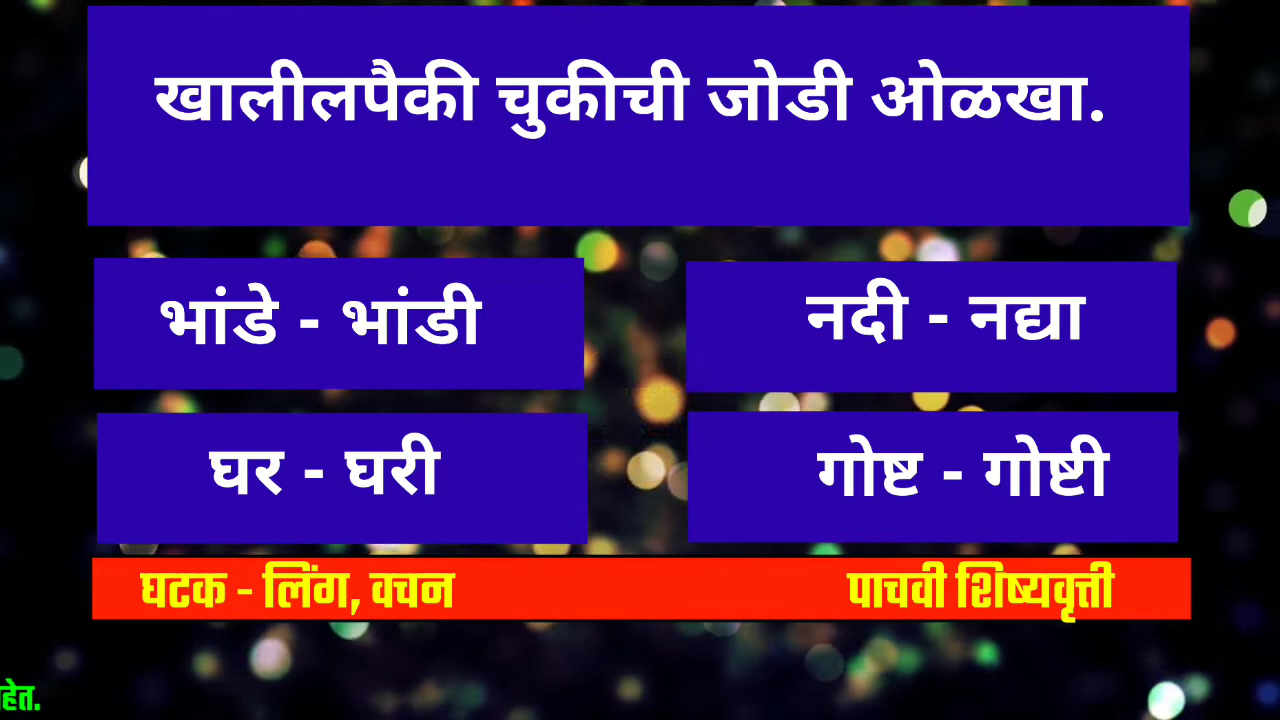 खालीलपैकी चुकीची जोडी ओळखा.
भांडे - भांडी
नदी - नद्या
घर - घरी
गोष्ट - गोष्टी
घटक - लिंग, वचन
पाचवी शिष्यवृत्ती